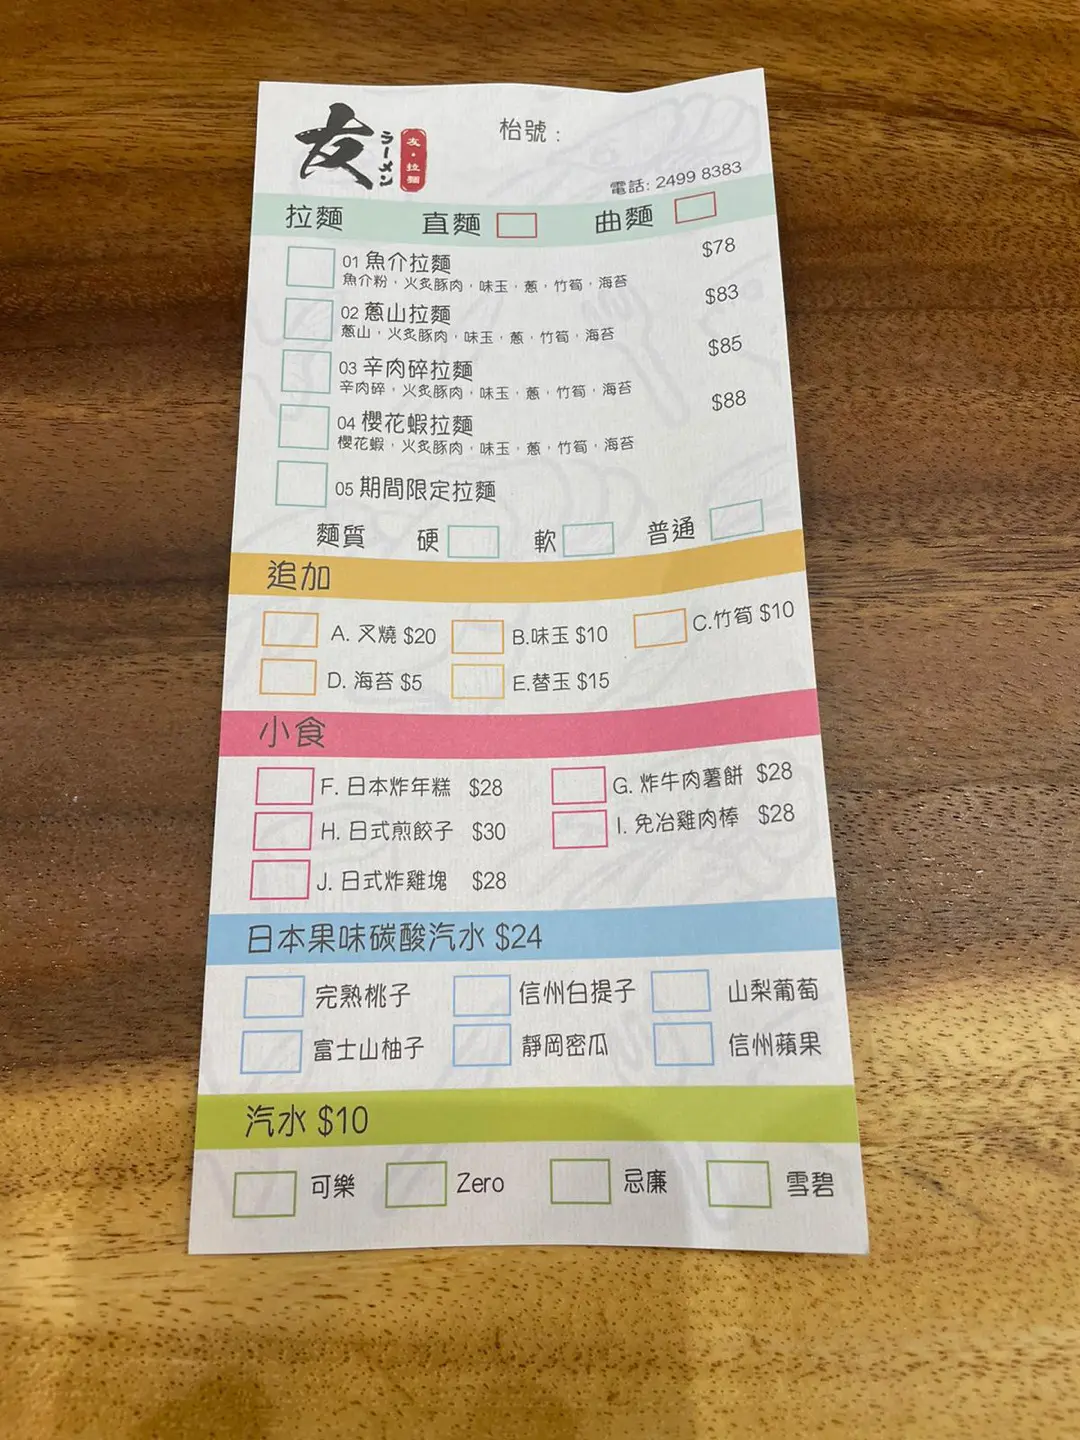 友
ラーメン
友・拉麵
枱號：
電話: 2499 8383
拉麵 直麵 曲麵
01 魚介拉麵 $78
魚介粉，火炙豚肉，味玉，蔥，竹筍，海苔
02 蔥山拉麵 $83
蔥山，火炙豚肉，味玉，蔥，竹筍，海苔
03 辛肉碎拉麵 $85
辛肉碎，火炙豚肉，味玉，蔥，竹筍，海苔
04 櫻花蝦拉麵 $88
櫻花蝦，火炙豚肉，味玉，蔥，竹筍，海苔
05 期間限定拉麵
麵質 硬 軟 普通
追加
A. 叉燒 $20 B.味玉 $10 C.竹筍 $10
D. 海苔 $5 E.替玉 $15
小食
F. 日本炸年糕 $28 G. 炸牛肉薯餅 $28
H. 日式煎餃子 $30 I. 免治雞肉棒 $28
J. 日式炸雞塊 $28
日本果味碳酸汽水 $24
完熟桃子 信州白提子 山梨葡萄
富士山柚子 靜岡密瓜 信州蘋果
汽水 $10
可樂 Zero 忌廉 雪碧